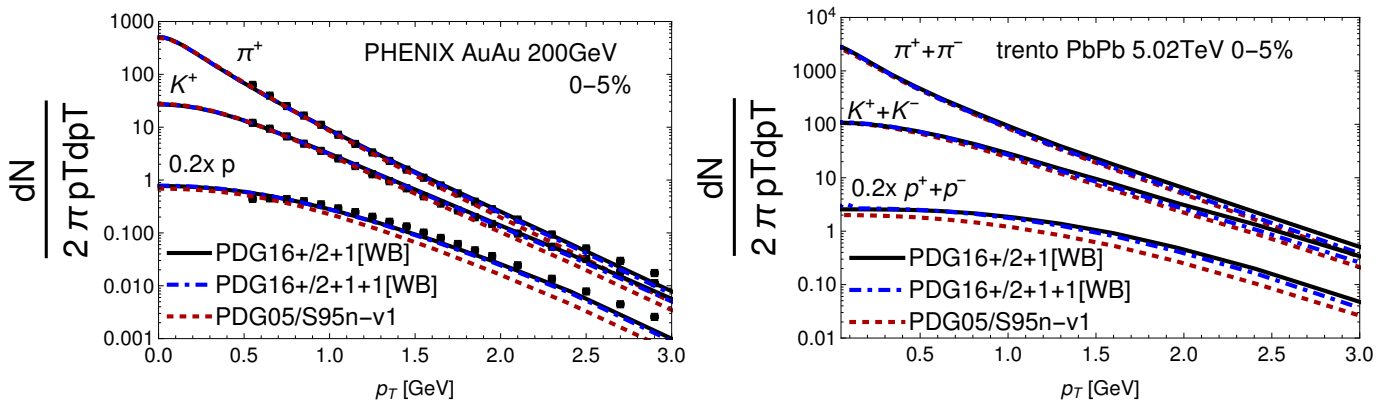 dN
2 π pTdpT
1000
100
10
1
0.100
0.010
0.001
π⁺
K⁺
0.2x p
PHENIX AuAu 200GeV
0−5%
PDG16+/2+1[WB]
PDG16+/2+1+1[WB]
PDG05/S95n−v1
0.0 0.5 1.0 1.5 2.0 2.5 3.0
p_T [GeV]
dN
2 π pTdpT
10⁴
1000
100
10
1
0.10
0.01
π⁺+π⁻
trento PbPb 5.02TeV 0−5%
K⁺+K⁻
0.2x p⁺+p⁻
PDG16+/2+1[WB]
PDG16+/2+1+1[WB]
PDG05/S95n−v1
0.5 1.0 1.5 2.0 2.5 3.0
p_T [GeV]